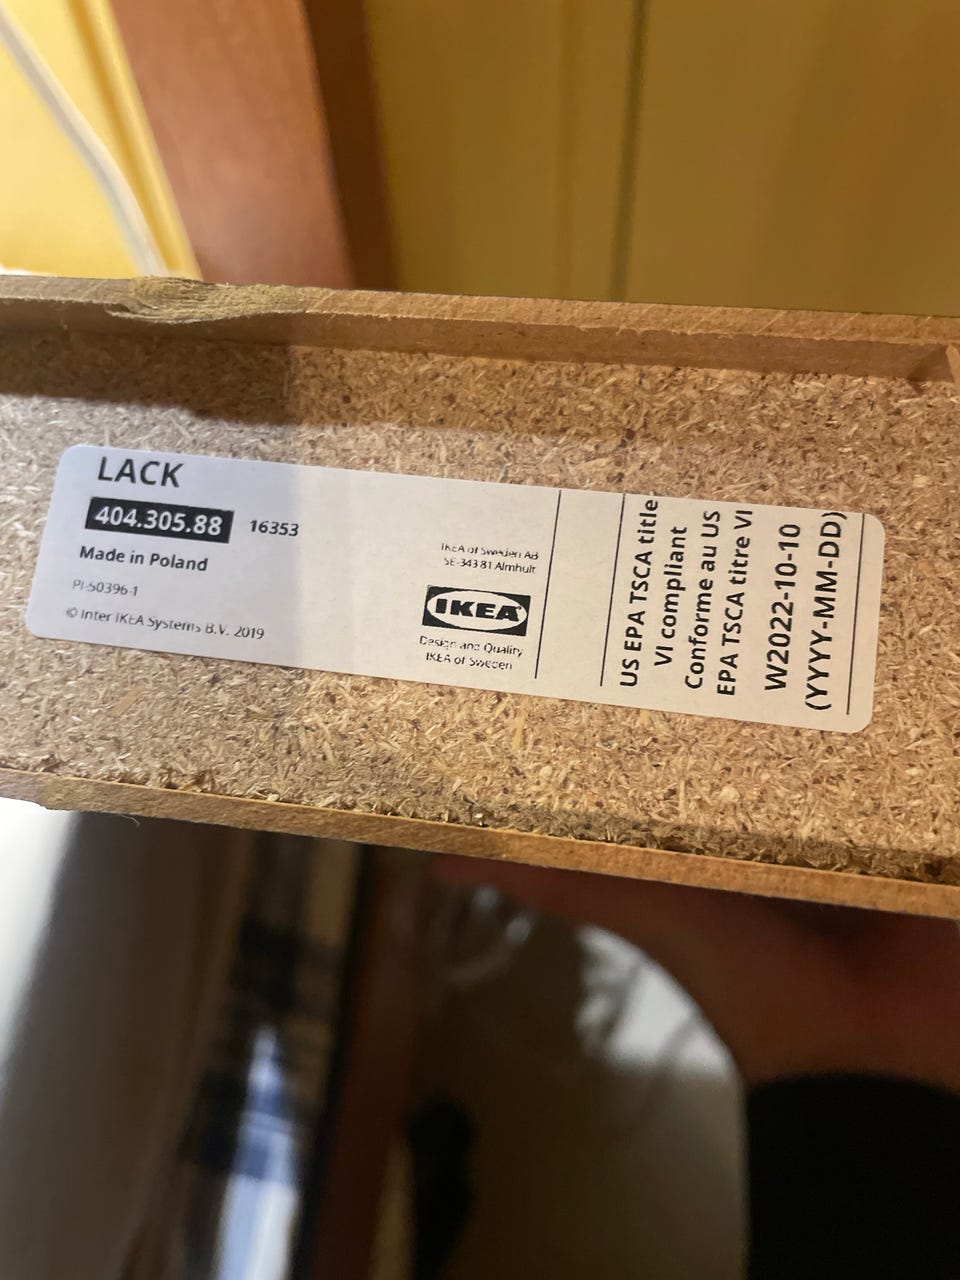 LACK
404.305.88 16353
Made in Poland
PI-50396-1
© Inter IKEA Systems B.V. 2019
IKEA of Sweden AB
SE-343 81 Älmhult
IKEA
Design and Quality
IKEA of Sweden
US EPA TSCA title
VI compliant
Conforme au US
EPA TSCA titre VI
W2022-10-10
(YYYY-MM-DD)